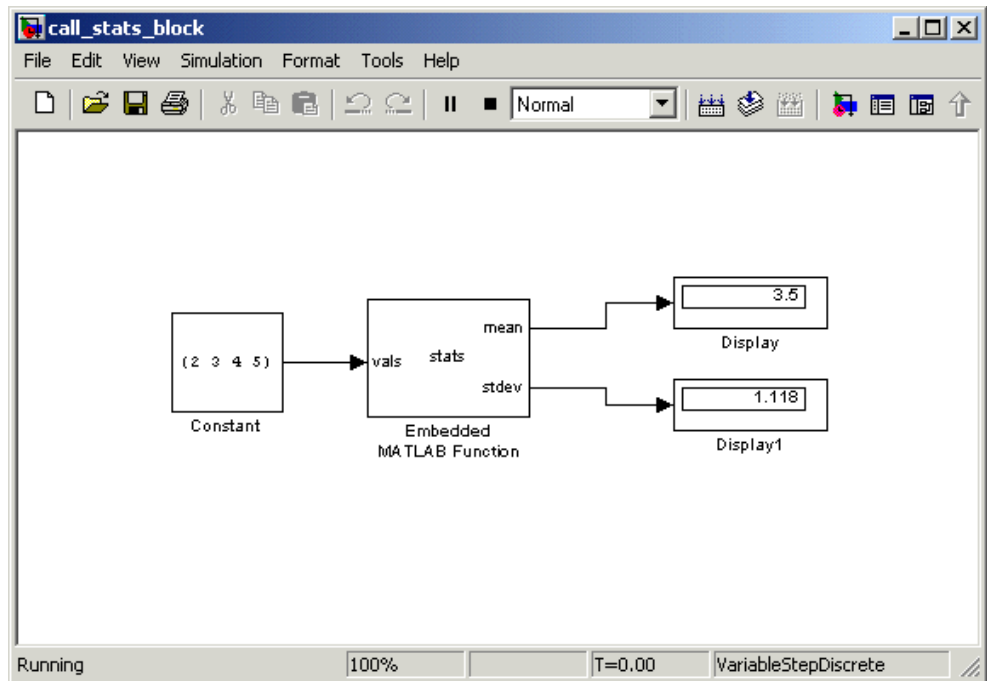 call_stats_block
File Edit View Simulation Format Tools Help
Normal
(2 3 4 5)
Constant
vals
stats
mean
stdev
Embedded
MATLAB Function
3.5
Display
1.118
Display1
Running 100% T=0.00 VariableStepDiscrete